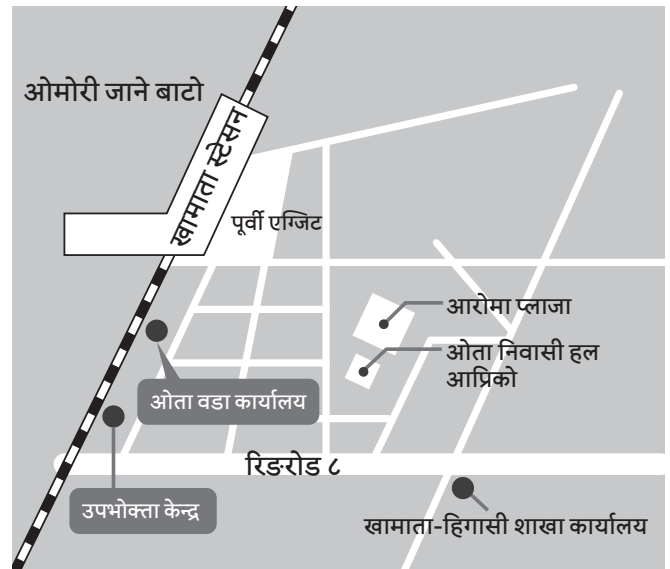 ओमोरी जाने बाटो
खामाता स्टेसन
पूर्वी एग्जिट
आरोमा प्लाजा
ओता निवासी हल
आप्रिको
ओता वडा कार्यालय
रिङरोड ८
उपभोक्ता केन्द्र
खामाता-हिगासी शाखा कार्यालय